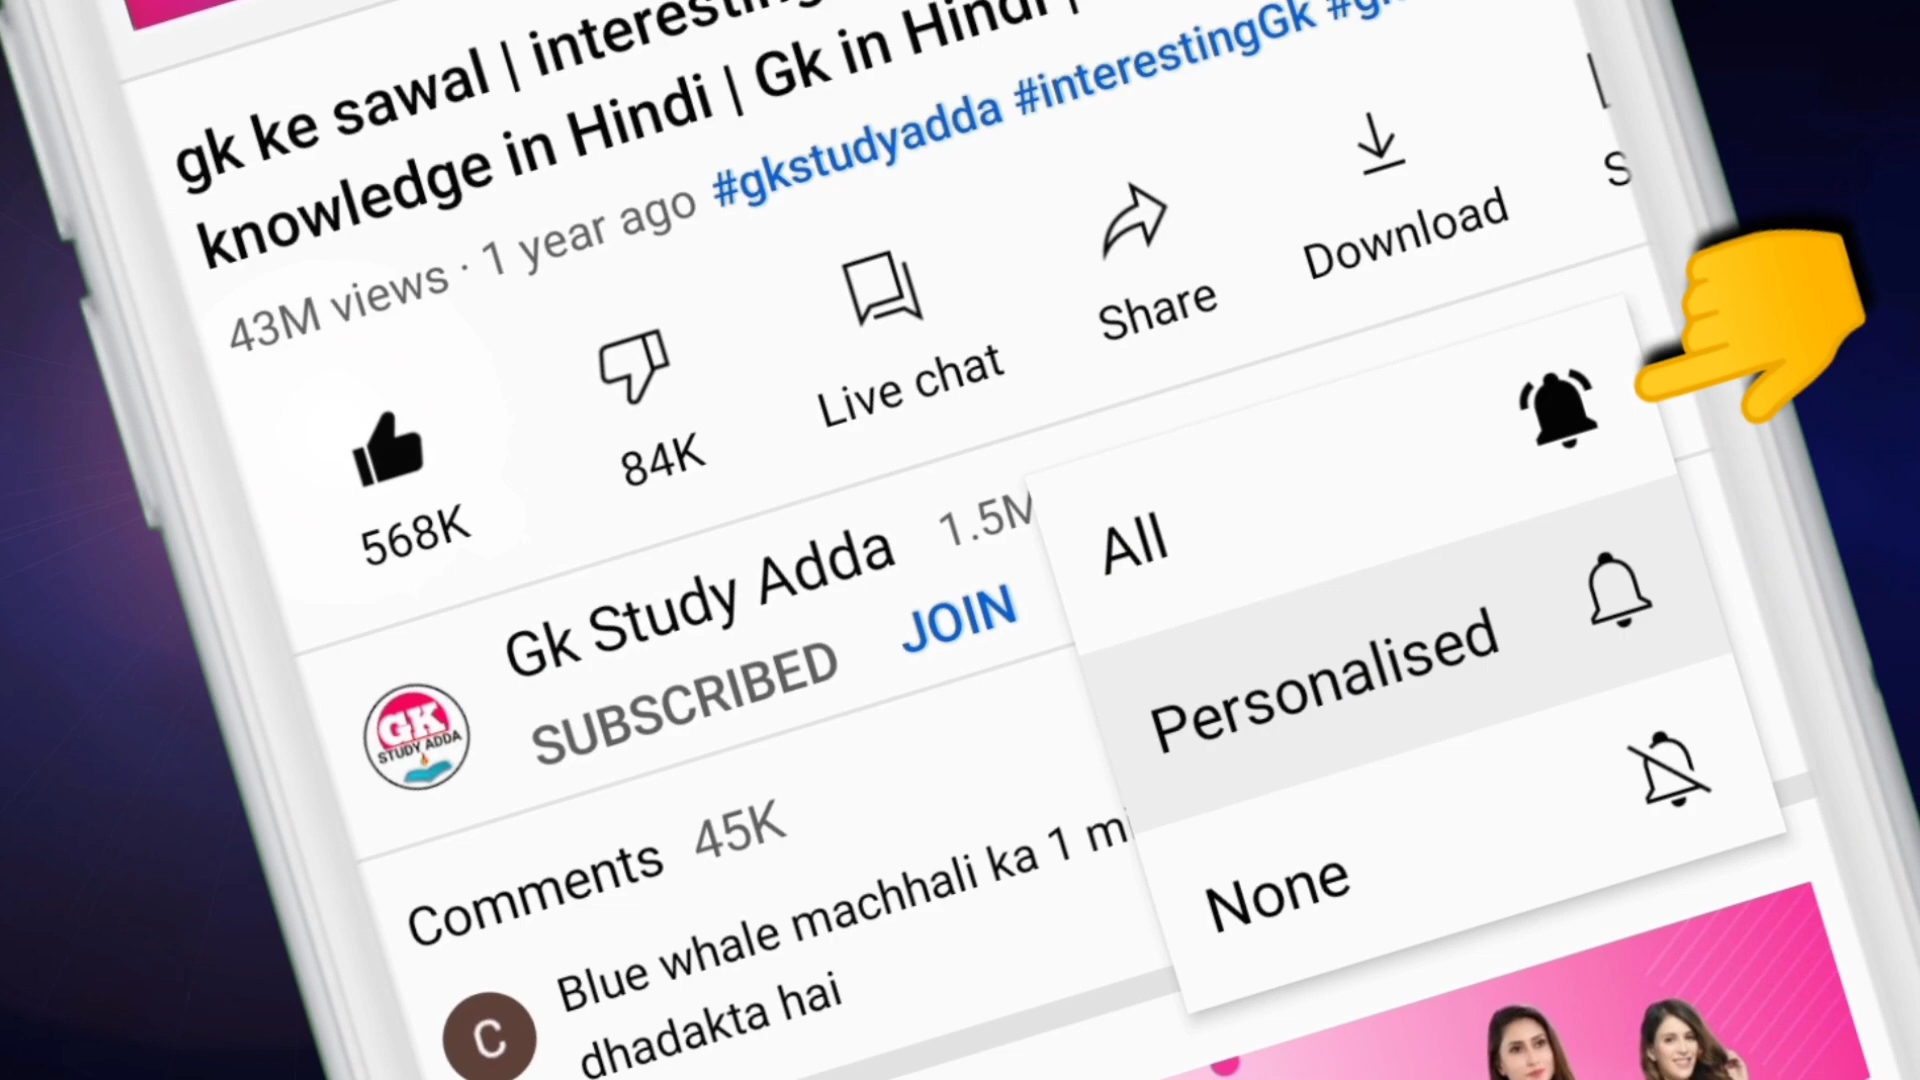 gk ke sawal | interesting
knowledge in Hindi | Gk in Hindi |
43M views · 1 year ago #gkstudyadda #interestingGk
568K
84K
Live chat
Share
Download
Gk Study Adda 1.5M
SUBSCRIBED JOIN
GK
STUDY ADDA
All
Personalised
None
Comments 45K
C
Blue whale machhali ka 1
dhadakta hai